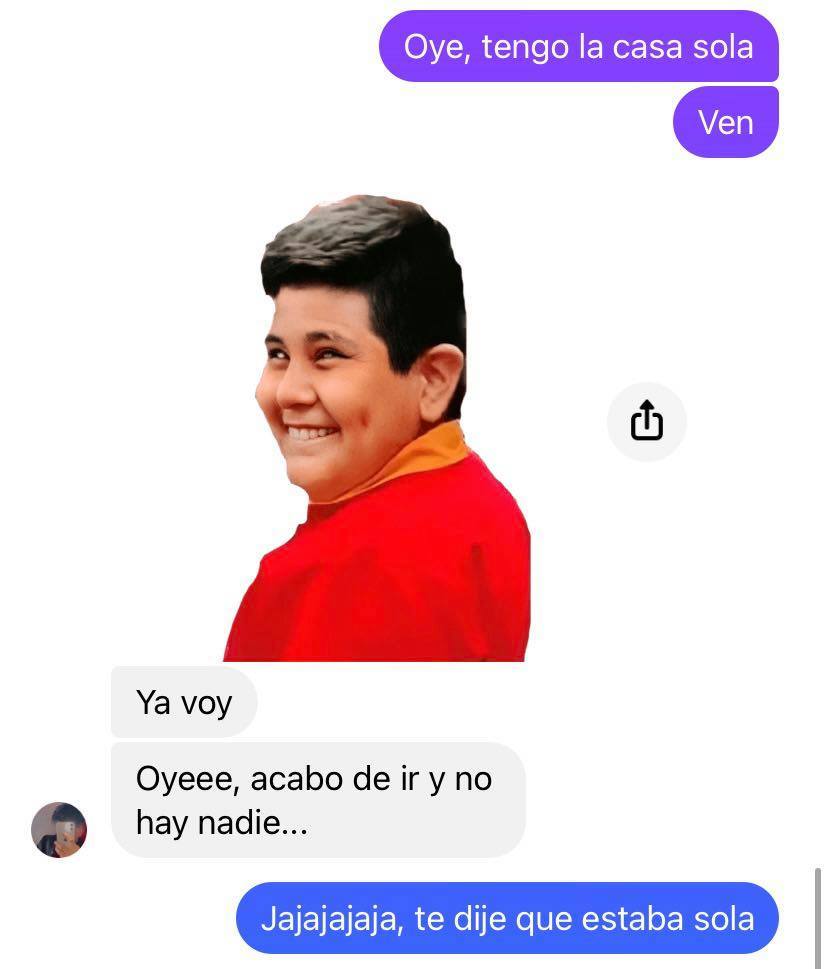 Oye, tengo la casa sola
Ven
Ya voy
Oyeee, acabo de ir y no
hay nadie...
Jajajajaja, te dije que estaba sola